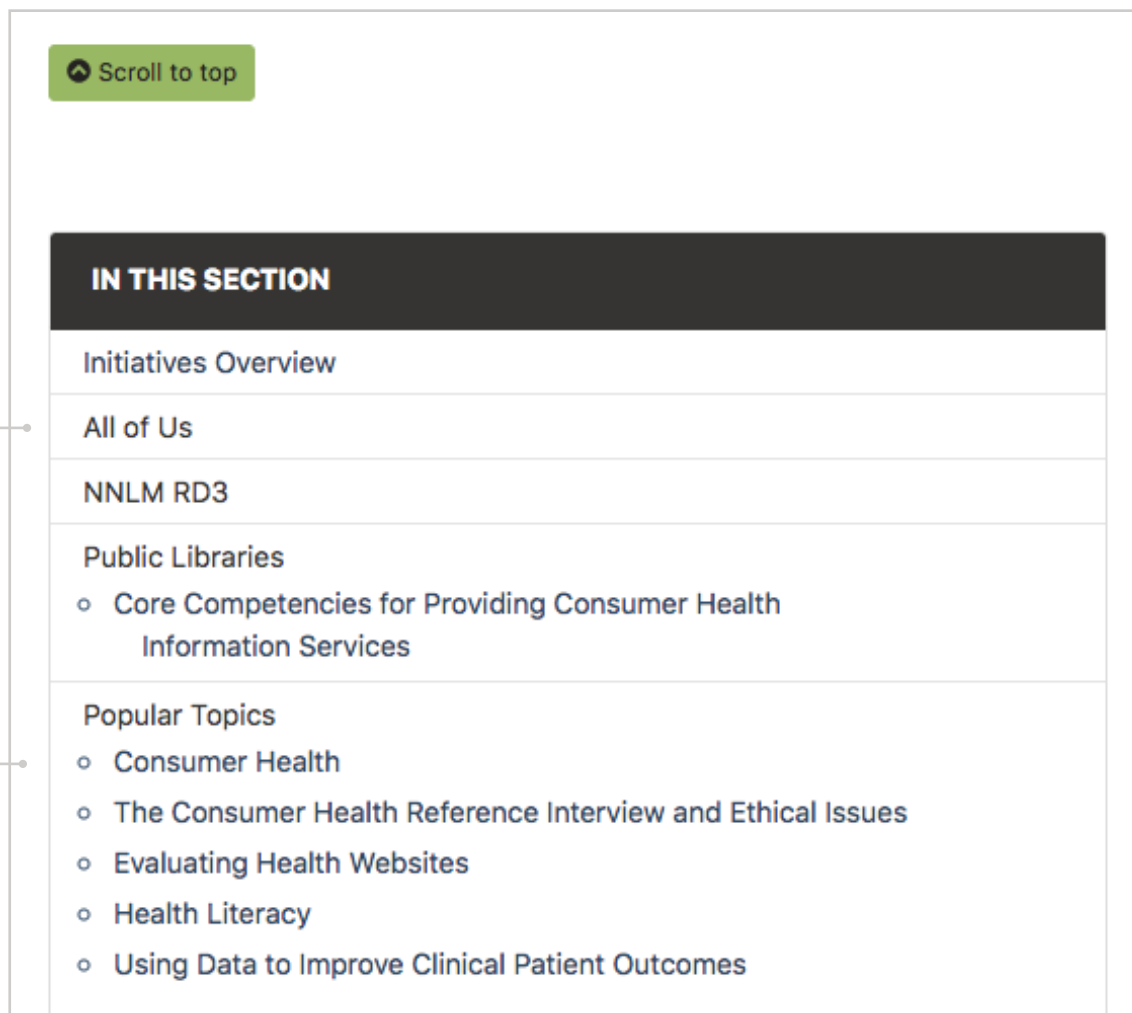 Scroll to top
IN THIS SECTION
Initiatives Overview
All of Us
NNLM RD3
Public Libraries
Core Competencies for Providing Consumer Health
Information Services
Popular Topics
Consumer Health
The Consumer Health Reference Interview and Ethical Issues
Evaluating Health Websites
Health Literacy
Using Data to Improve Clinical Patient Outcomes